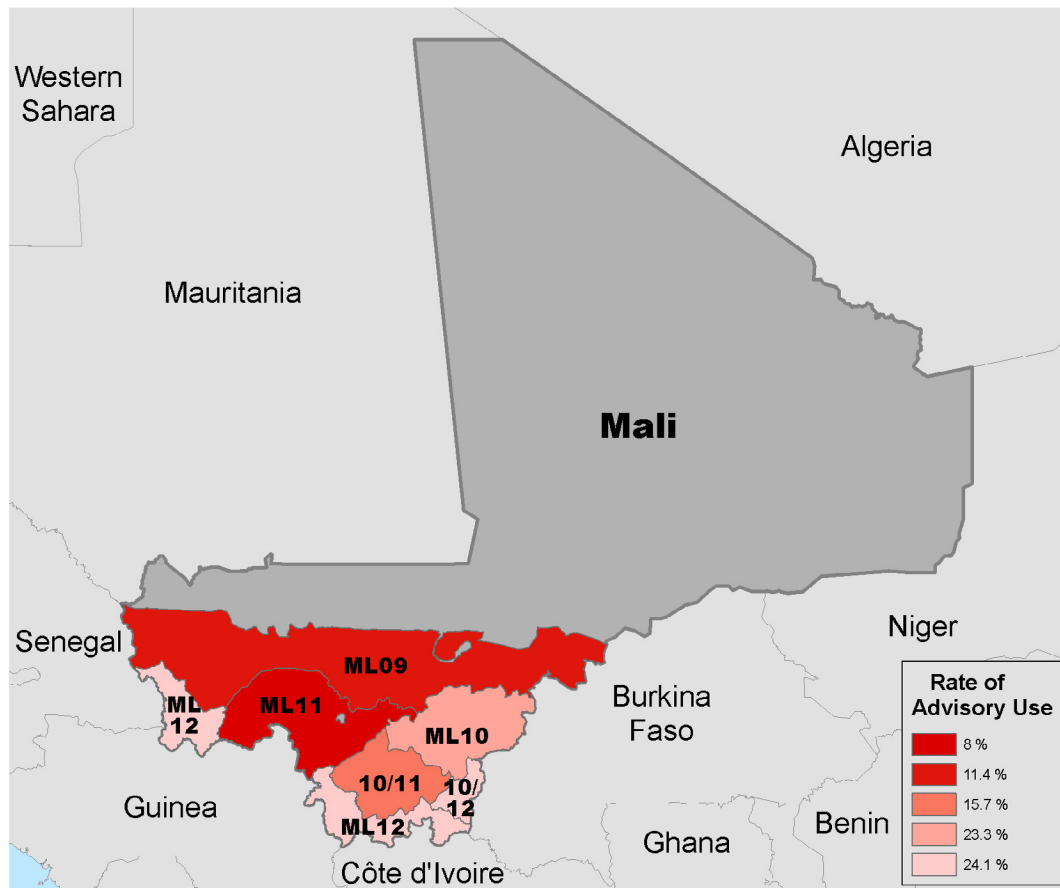 Western
Sahara
Algeria
Mauritania
Mali
Senegal
Niger
ML09
ML
12
ML11
ML10
Burkina
Faso
10/11
10/
12
Guinea
ML12
Ghana
Benin
Côte d'Ivoire
Rate of
Advisory Use
8 %
11.4 %
15.7 %
23.3 %
24.1 %